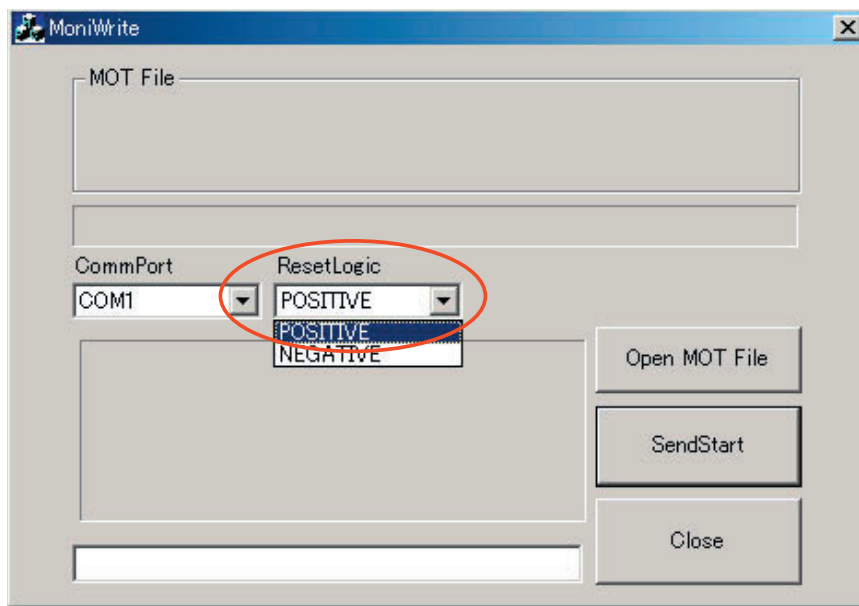 MoniWrite
MOT File
CommPort ResetLogic
COM1 POSITIVE
POSITIVE
NEGATIVE
Open MOT File
SendStart
Close